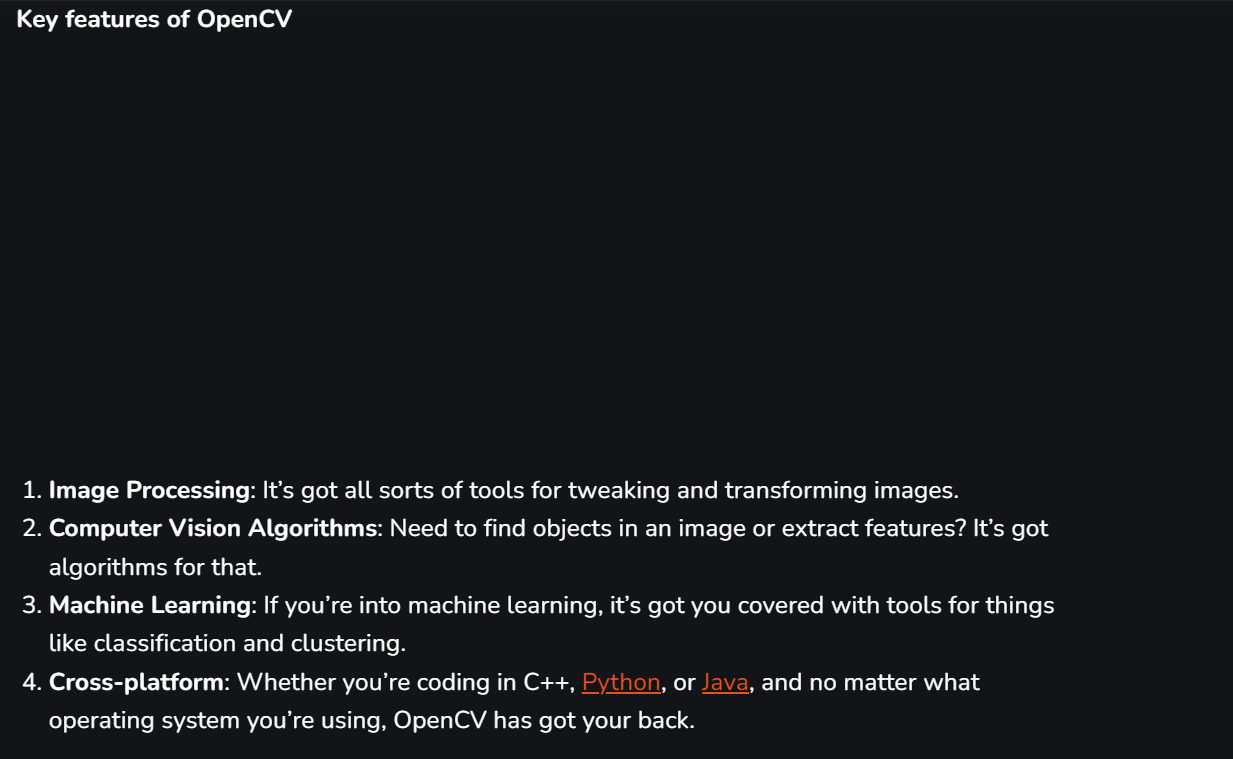 Key features of OpenCV
1. Image Processing: It’s got all sorts of tools for tweaking and transforming images.
2. Computer Vision Algorithms: Need to find objects in an image or extract features? It’s got
algorithms for that.
3. Machine Learning: If you’re into machine learning, it’s got you covered with tools for things
like classification and clustering.
4. Cross-platform: Whether you’re coding in C++, Python, or Java, and no matter what
operating system you’re using, OpenCV has got your back.